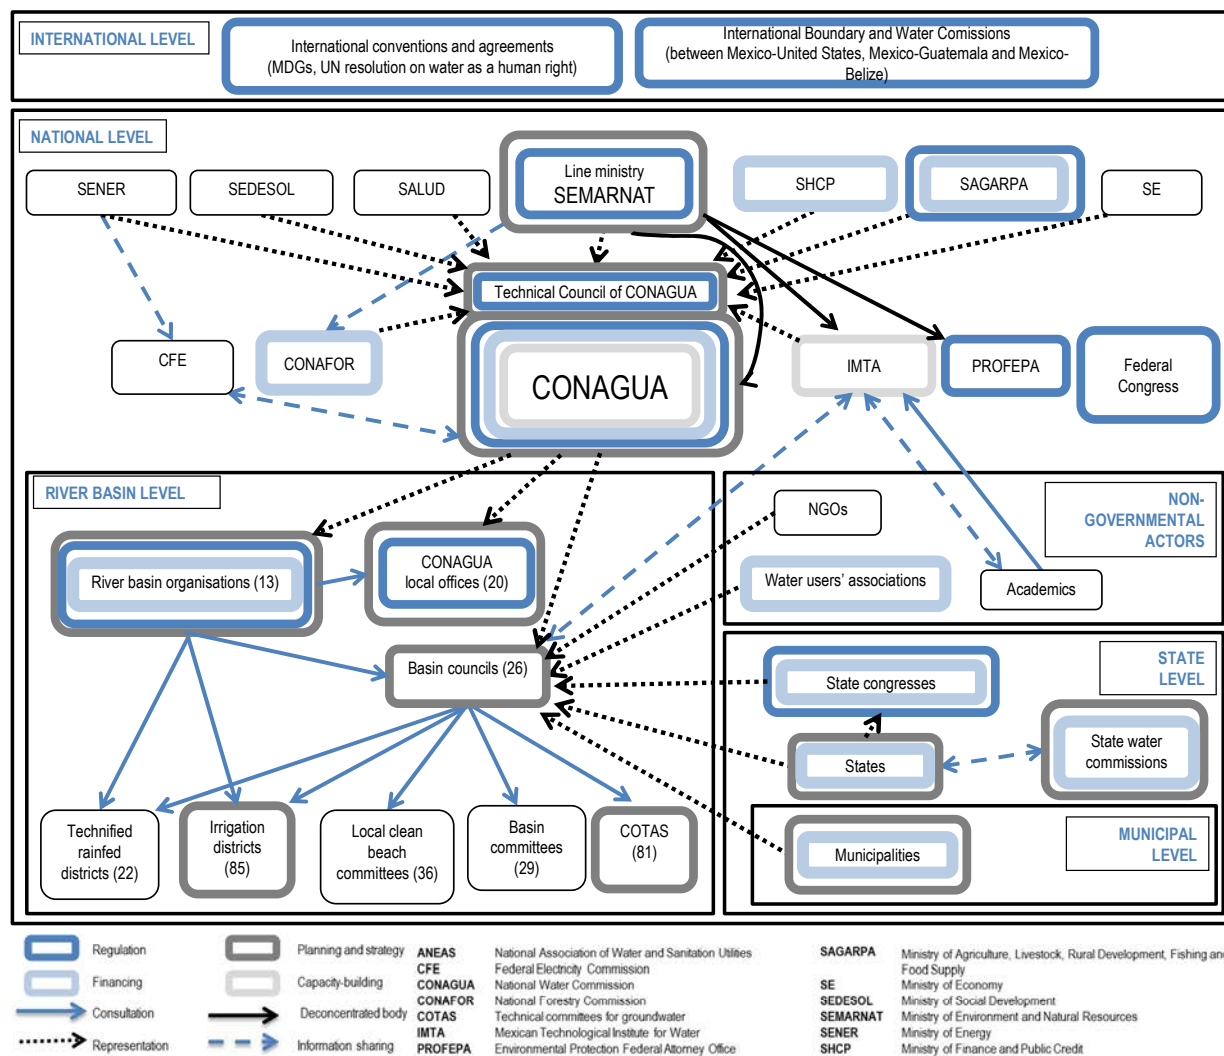 INTERNATIONAL LEVEL
International conventions and agreements
(MDGs, UN resolution on water as a human right)
International Boundary and Water Comissions
(between Mexico-United States, Mexico-Guatemala and Mexico-
Belize)
NATIONAL LEVEL
SENER
SEDESOL
SALUD
Line ministry
SEMARNAT
SHCP
SAGARPA
SE
Technical Council of CONAGUA
CFE
CONAFOR
CONAGUA
IMTA
PROFEPA
Federal
Congress
RIVER BASIN LEVEL
River basin organisations (13)
CONAGUA
local offices (20)
Basin councils (26)
Technified
rainfed
districts (22)
Irrigation
districts
(85)
Local clean
beach
committees (36)
Basin
committees
(29)
COTAS
(81)
NON-
GOVERNMENTAL
ACTORS
NGOs
Water users' associations
Academics
STATE
LEVEL
State congresses
States
State water
commissions
MUNICIPAL
LEVEL
Municipalities
Regulation
Financing
Consultation
Representation
Planning and strategy
Capacity-building
Deconcentrated body
Information sharing
ANEAS National Association of Water and Sanitation Utilities
CFE Federal Electricity Commission
CONAGUA National Water Commission
CONAFOR National Forestry Commission
COTAS Technical committees for groundwater
IMTA Mexican Technological Institute for Water
PROFEPA Environmental Protection Federal Attorney Office
SAGARPA Ministry of Agriculture, Livestock, Rural Development, Fishing and
Food Supply
SE Ministry of Economy
SEDESOL Ministry of Social Development
SEMARNAT Ministry of Environment and Natural Resources
SENER Ministry of Energy
SHCP Ministry of Finance and Public Credit